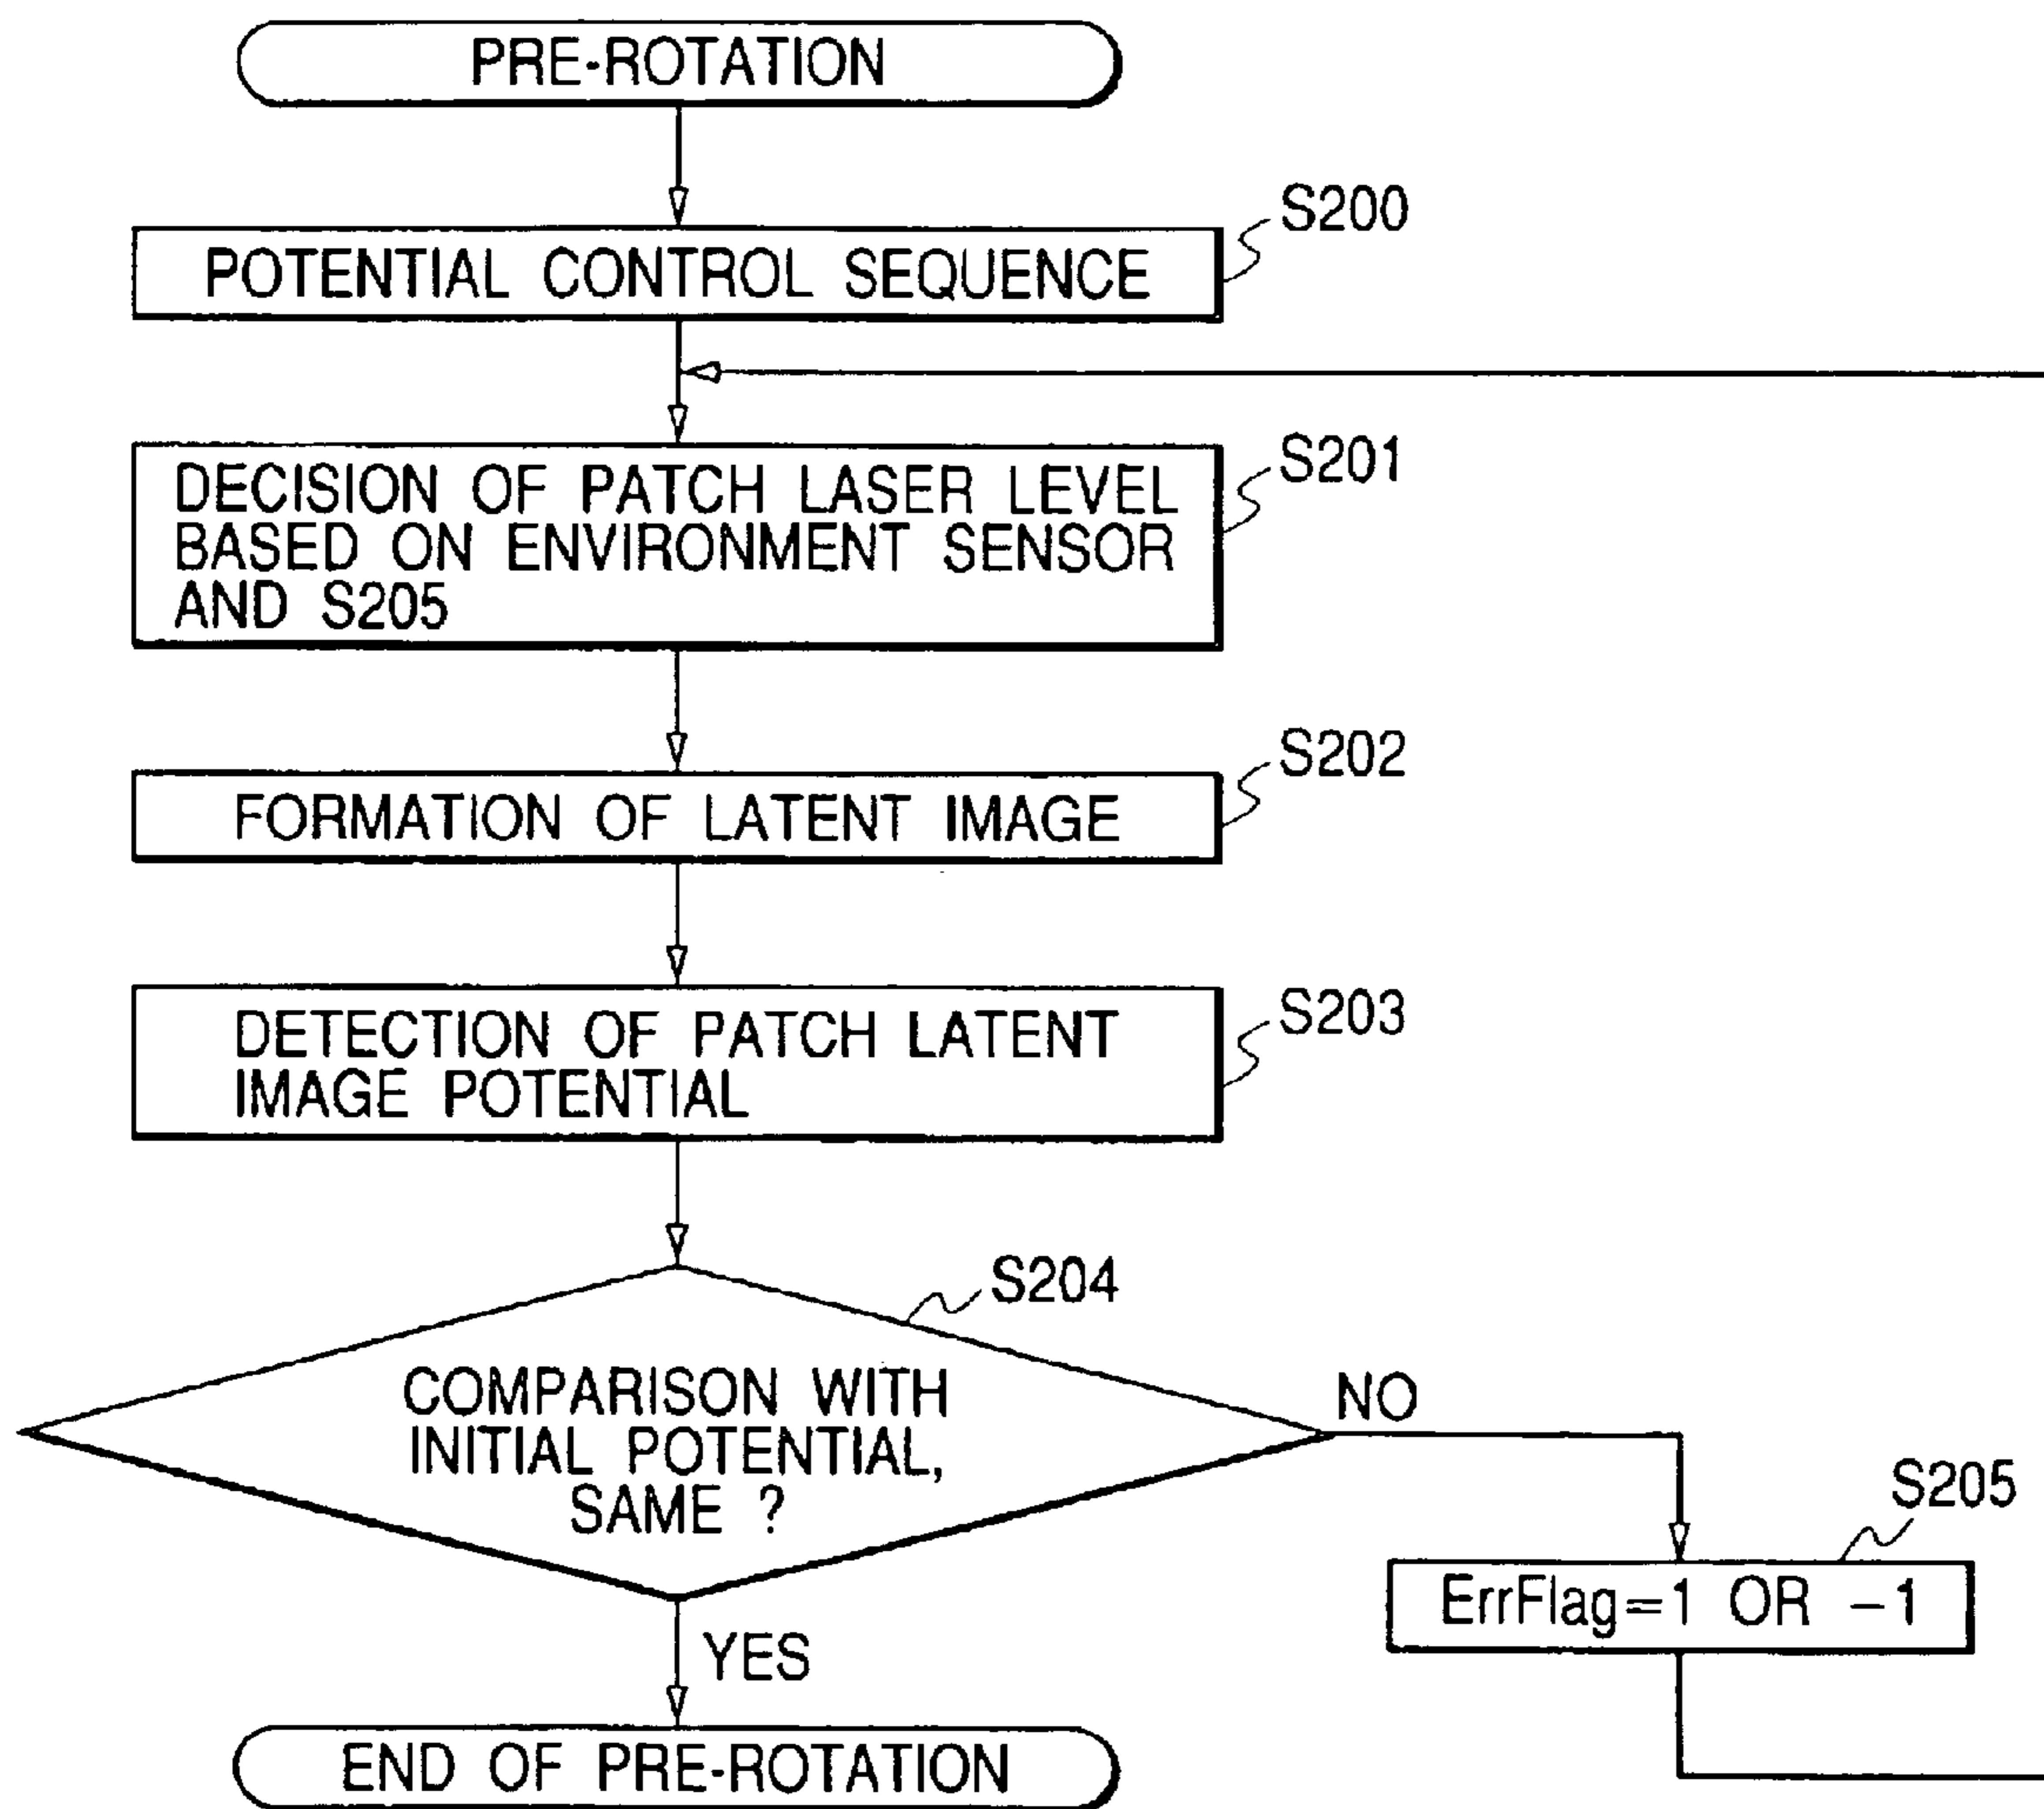 PRE-ROTATION
S200
POTENTIAL CONTROL SEQUENCE
S201
DECISION OF PATCH LASER LEVEL
BASED ON ENVIRONMENT SENSOR
AND S205
S202
FORMATION OF LATENT IMAGE
S203
DETECTION OF PATCH LATENT
IMAGE POTENTIAL
S204
COMPARISON WITH
INITIAL POTENTIAL,
SAME ?
NO
S205
ErrFlag=1 OR −1
YES
END OF PRE-ROTATION